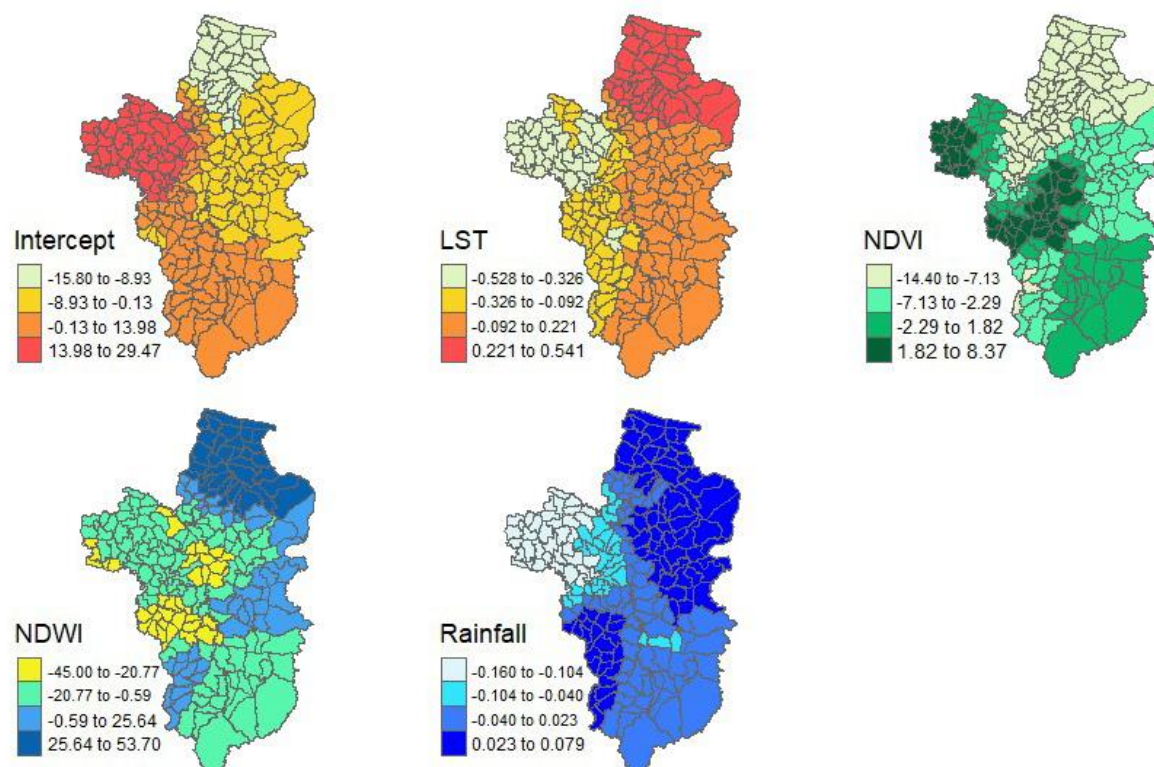 Intercept
-15.80 to -8.93
-8.93 to -0.13
-0.13 to 13.98
13.98 to 29.47
LST
-0.528 to -0.326
-0.326 to -0.092
-0.092 to 0.221
0.221 to 0.541
NDVI
-14.40 to -7.13
-7.13 to -2.29
-2.29 to 1.82
1.82 to 8.37
NDWI
-45.00 to -20.77
-20.77 to -0.59
-0.59 to 25.64
25.64 to 53.70
Rainfall
-0.160 to -0.104
-0.104 to -0.040
-0.040 to 0.023
0.023 to 0.079